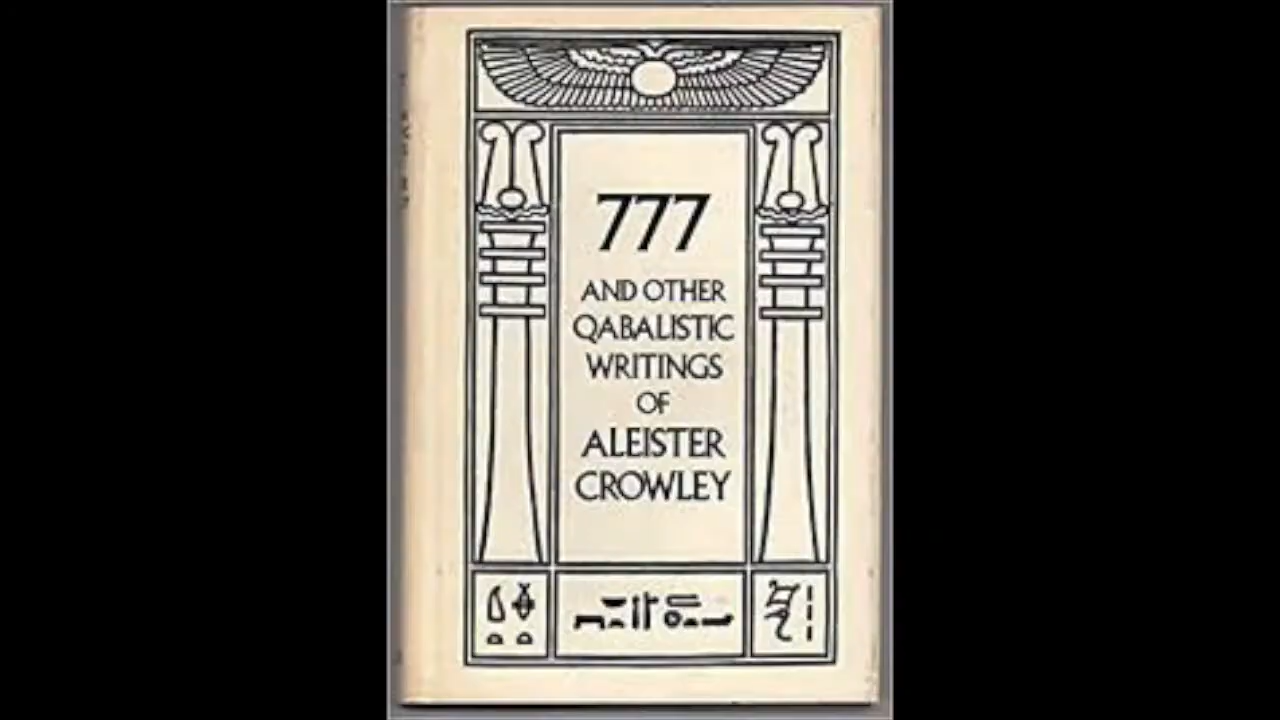 777
AND OTHER
QABALISTIC
WRITINGS
OF
ALEISTER
CROWLEY